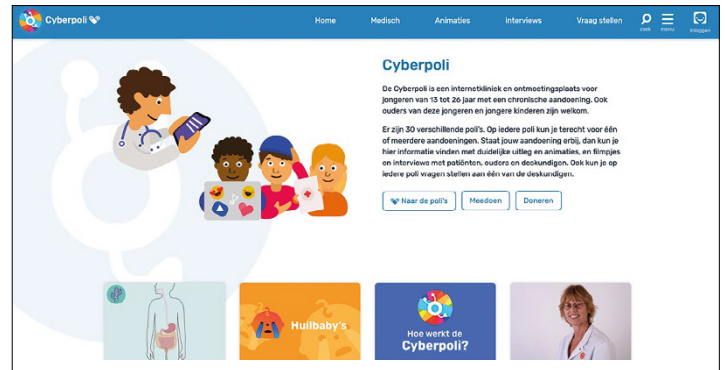 Cyberpoli
Home
Medisch
Animaties
Interviews
Vraag stellen
zoek
menu
inloggen
Cyberpoli
De Cyberpoli is een internetkliniek en ontmoetingsplaats voor
jongeren van 13 tot 26 jaar met een chronische aandoening. Ook
ouders van deze jongeren en jongere kinderen zijn
welkom.
Er zijn 30 verschillende poli's. Op iedere poli kun je terecht voor één
of meerdere aandoeningen. Staat jouw aandoening erbij, dan kun je
hier informatie vinden met duidelijke uitleg en animaties, en filmpjes
en interviews met patiënten, ouders en deskundigen. Ook kun je op
iedere poli vragen stellen aan één van de deskundigen.
Naar de poli's
Meedoen
Doneren
Huilbaby's
Hoe werkt de
Cyberpoli?